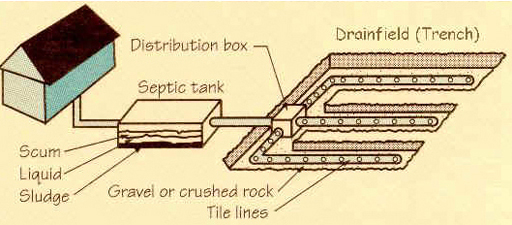 Drainfield (Trench)
Distribution box
Septic tank
Scum
Liquid
Sludge
Gravel or crushed rock
Tile lines